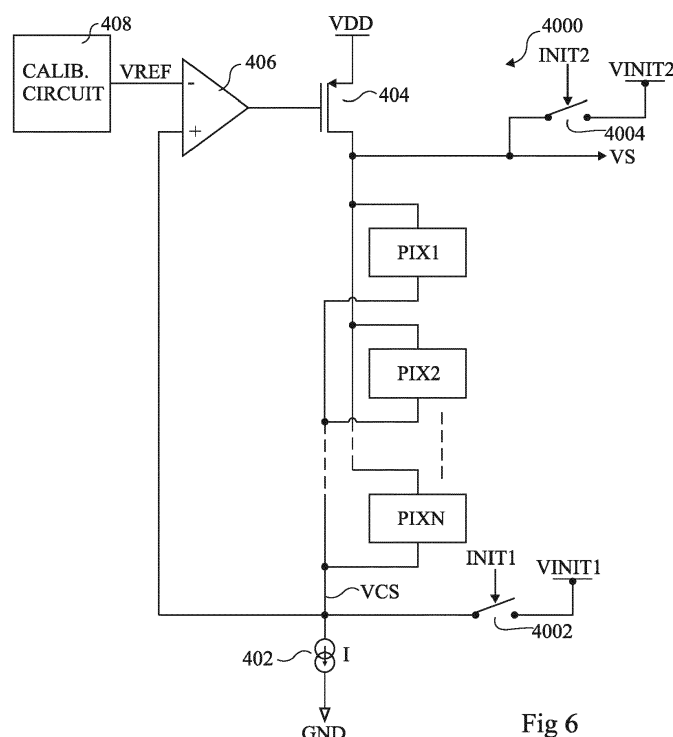 408
CALIB.
CIRCUIT
VREF
-
+
406
VDD
404
4000
INIT2
VINIT2
4004
VS
PIX1
PIX2
PIXN
VCS
INIT1
VINIT1
4002
402
I
GND
Fig 6